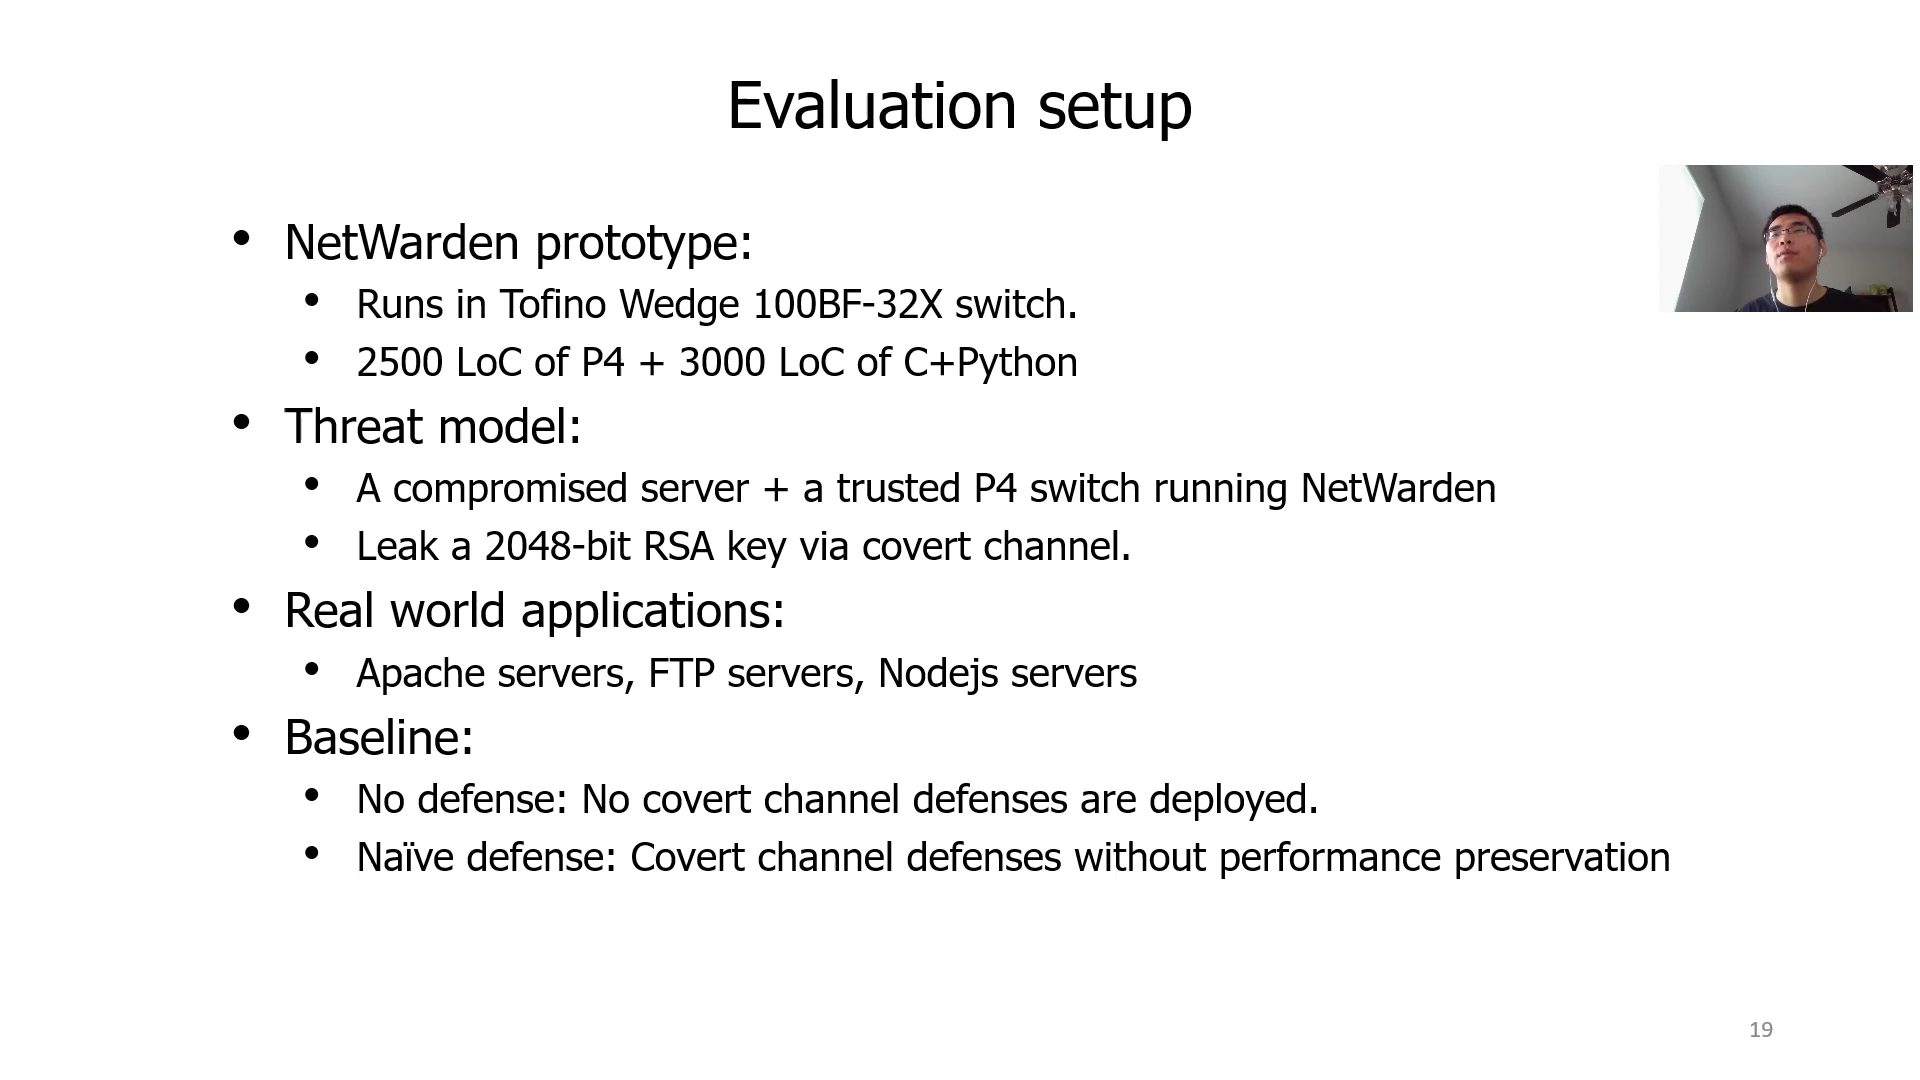 Evaluation setup
• NetWarden prototype:
• Runs in Tofino Wedge 100BF-32X switch.
• 2500 LoC of P4 + 3000 LoC of C+Python
• Threat model:
• A compromised server + a trusted P4 switch running NetWarden
• Leak a 2048-bit RSA key via covert channel.
• Real world applications:
• Apache servers, FTP servers, Nodejs servers
• Baseline:
• No defense: No covert channel defenses are deployed.
• Naïve defense: Covert channel defenses without performance preservation
19